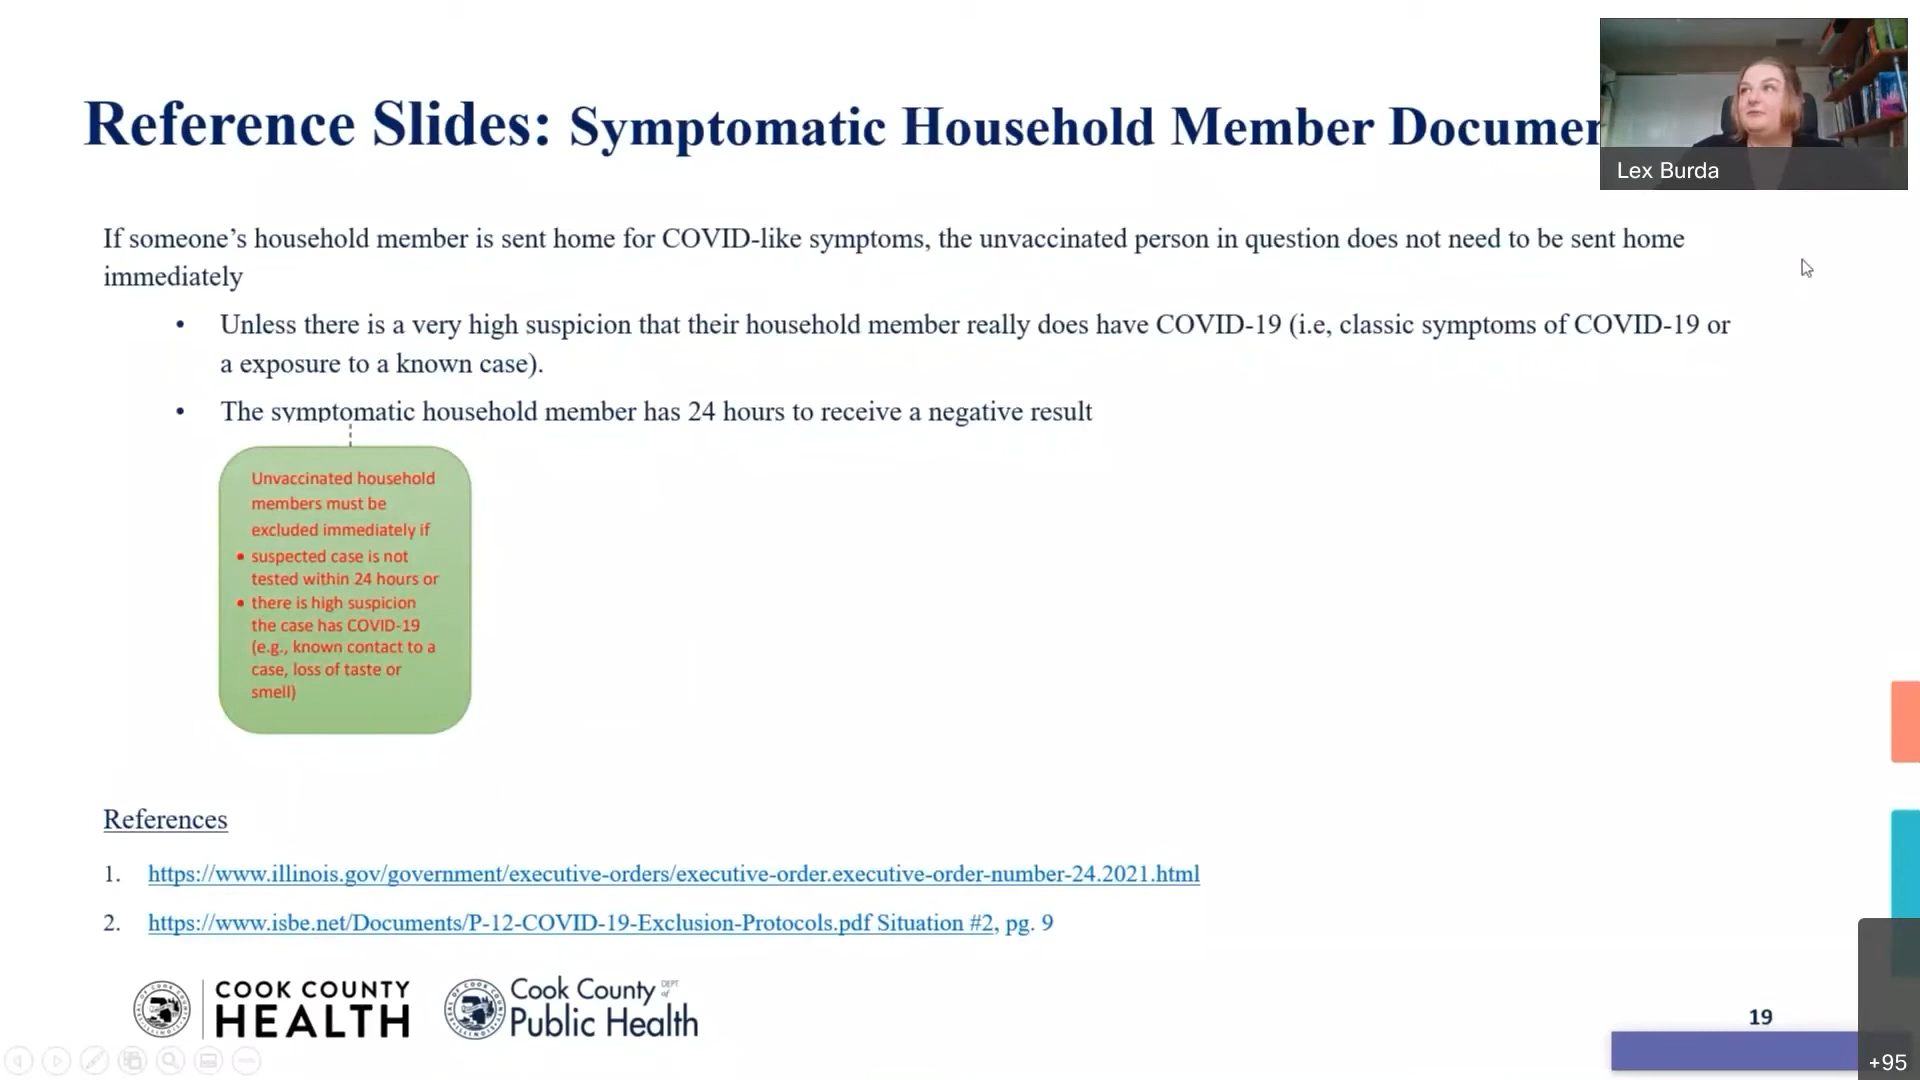 Reference Slides: Symptomatic Household Member Documen
Lex Burda
If someone’s household member is sent home for COVID-like symptoms, the unvaccinated person in question does not need to be sent home
immediately
• Unless there is a very high suspicion that their household member really does have COVID-19 (i.e, classic symptoms of COVID-19 or
a exposure to a known case).
• The symptomatic household member has 24 hours to receive a negative result
Unvaccinated household
members must be
excluded immediately if
• suspected case is not
tested within 24 hours or
• there is high suspicion
the case has COVID-19
(e.g., known contact to a
case, loss of taste or
smell)
References
1. https://www.illinois.gov/government/executive-orders/executive-order.executive-order-number-24.2021.html
2. https://www.isbe.net/Documents/P-12-COVID-19-Exclusion-Protocols.pdf Situation #2, pg. 9
COOK COUNTY
HEALTH
Cook County DEPT of
Public Health
19
+95